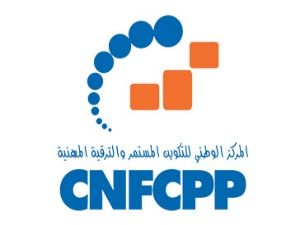 المركز الوطني للتكوين المستمر والترقية المهنية
CNFCPP